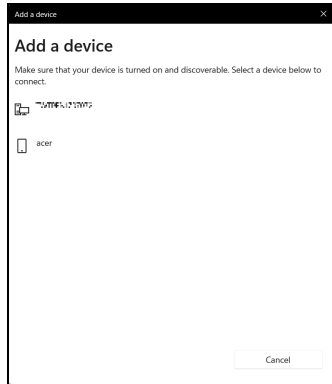 Add a device
Add a device
Make sure that your device is turned on and discoverable. Select a device below to
connect.
acer
Cancel